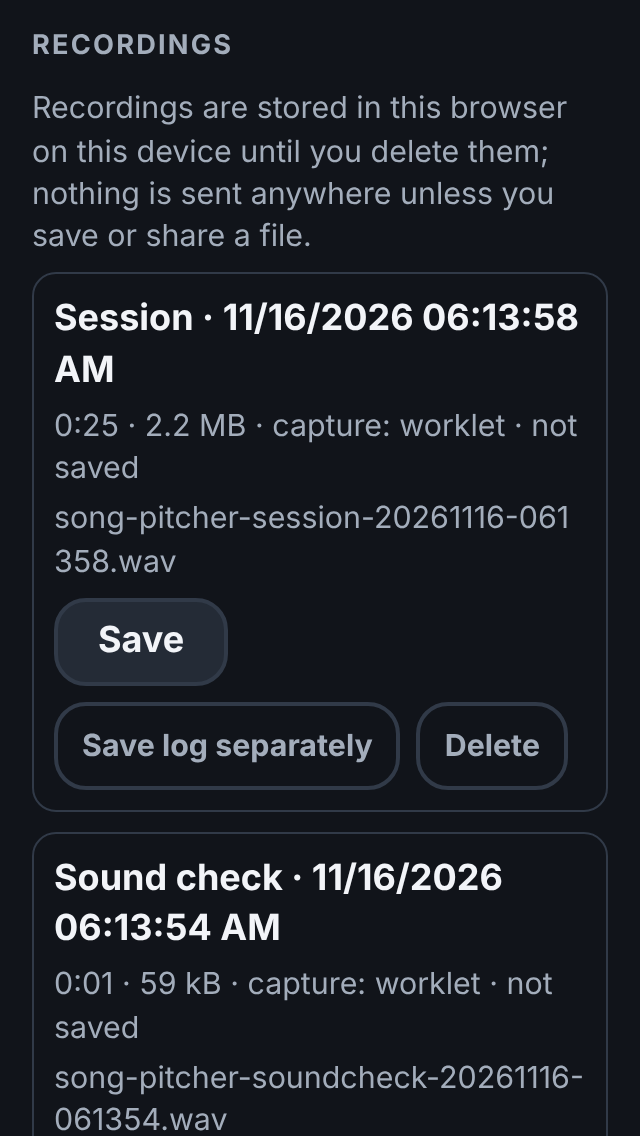 RECORDINGS
Recordings are stored in this browser
on this device until you delete them;
nothing is sent anywhere unless you
save or share a file.
Session · 11/16/2026 06:13:58
AM
0:25 · 2.2 MB · capture: worklet · not
saved
song-pitcher-session-20261116-061
358.wav
Save
Save log separately Delete
Sound check · 11/16/2026
06:13:54 AM
0:01 · 59 kB · capture: worklet · not
saved
song-pitcher-soundcheck-20261116-
061354.wav